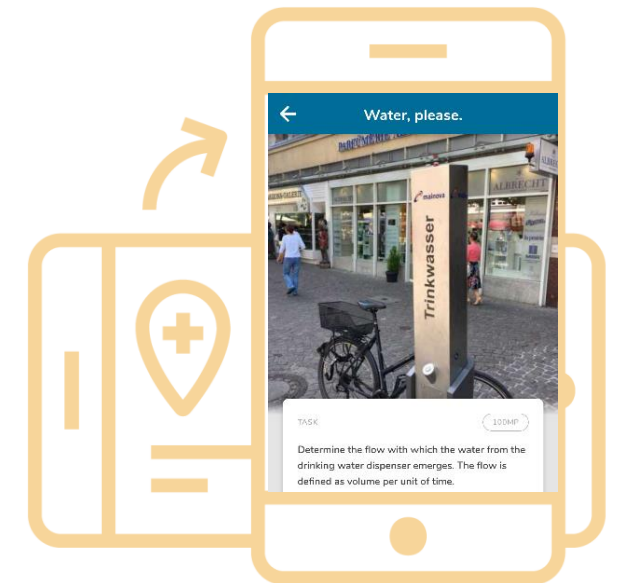 Water, please.
ALBRECHT
mainova
Trinkwasser
TASK
100MP
Determine the flow with which the water from the
drinking water dispenser emerges. The flow is
defined as volume per unit of time.